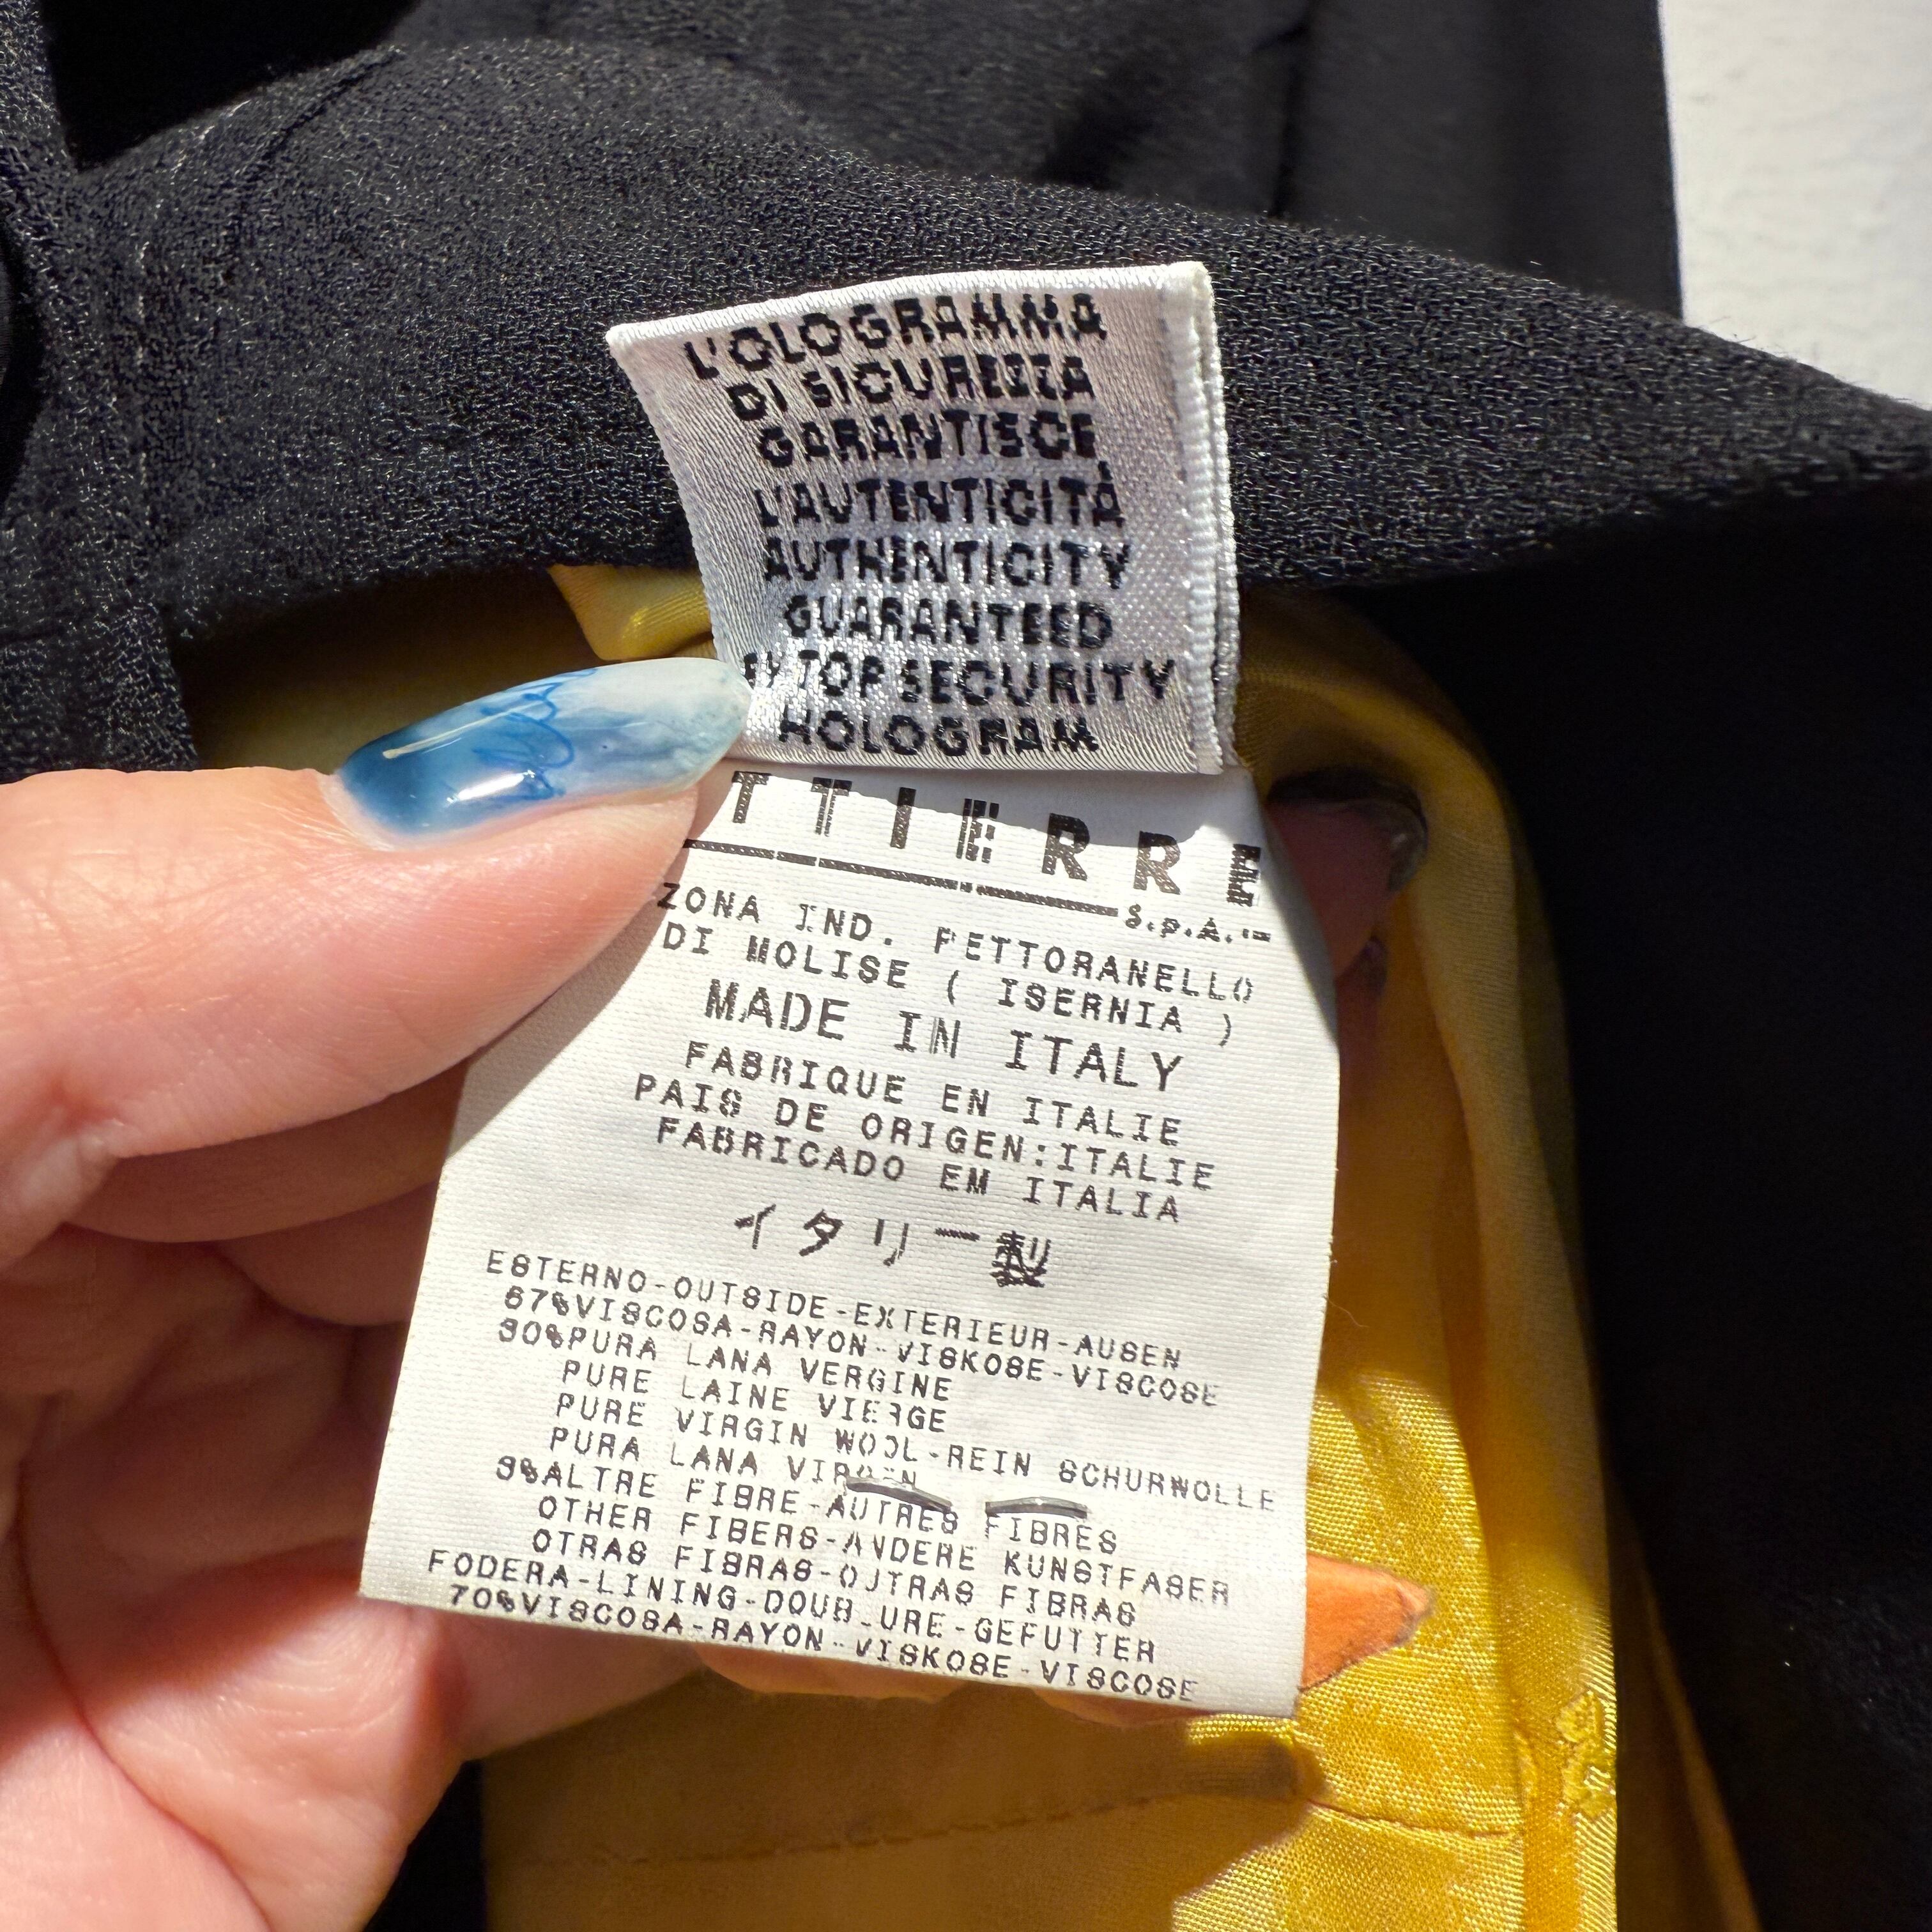 L'OLOGRAMMA
DI SICUREZZA
GARANTISCE
L'AUTENTICITÀ
AUTHENTICITY
GUARANTEED
BY TOP SECURITY
HOLOGRAM
TTIERRE
S.p.A.-
ZONA IND. PETTORANELLO
DI MOLISE ( ISERNIA )
MADE IN ITALY
FABRIQUE EN ITALIE
PAIS DE ORIGEN:ITALIE
FABRICADO EM ITALIA
イタリー製
ESTERNO-OUTSIDE-EXTERIEUR-AUSEN
67%VISCOSA-RAYON-VISKOSE-VISCOSE
30%PURA LANA VERGINE
PURE LAINE VIERGE
PURE VIRGIN WOOL-REIN SCHURWOLLE
PURA LANA VIRGEN
3%ALTRE FIBRE-AUTRES FIBRES
OTHER FIBERS-ANDERE KUNSTFASER
OTRAS FIBRAS-OUTRAS FIBRAS
FODERA-LINING-DOUBLURE-GEFUTTER
70%VISCOSA-RAYON-VISKOSE-VISCOSE